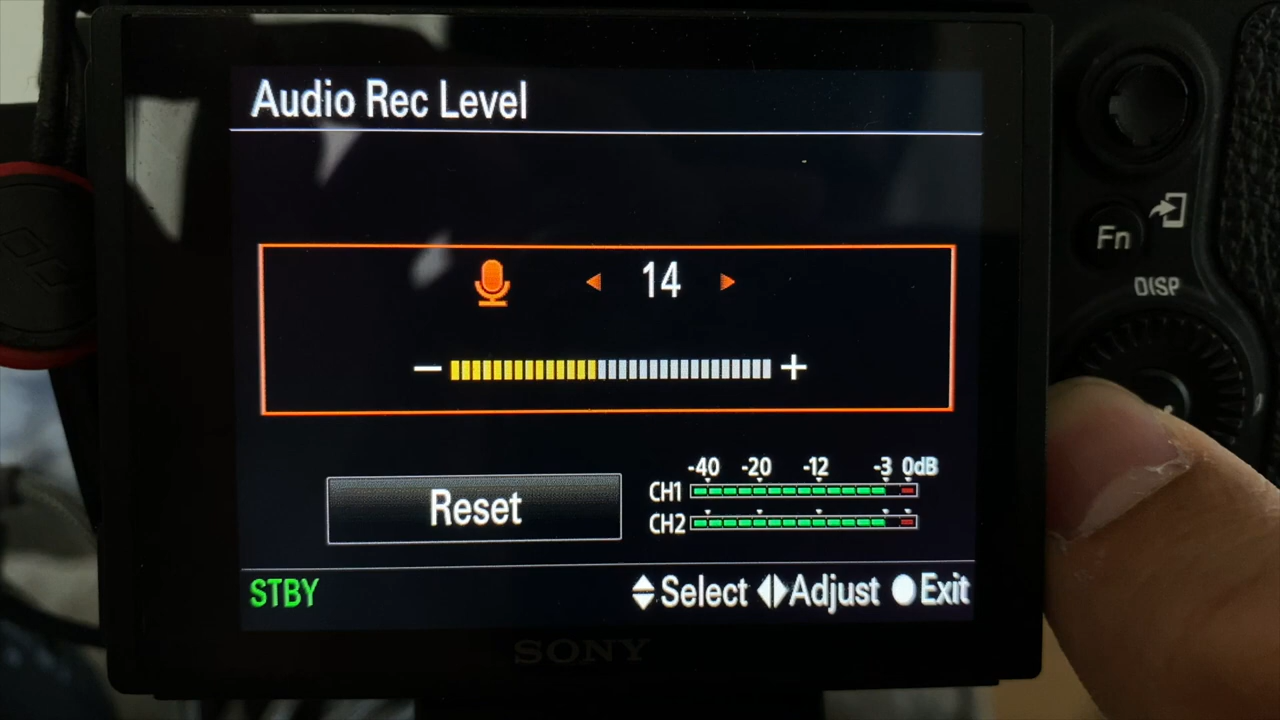 Audio Rec Level
14
− +
-40 -20 -12 -3 0dB
CH1
CH2
Reset
STBY Select Adjust Exit
SONY
Fn
DISP